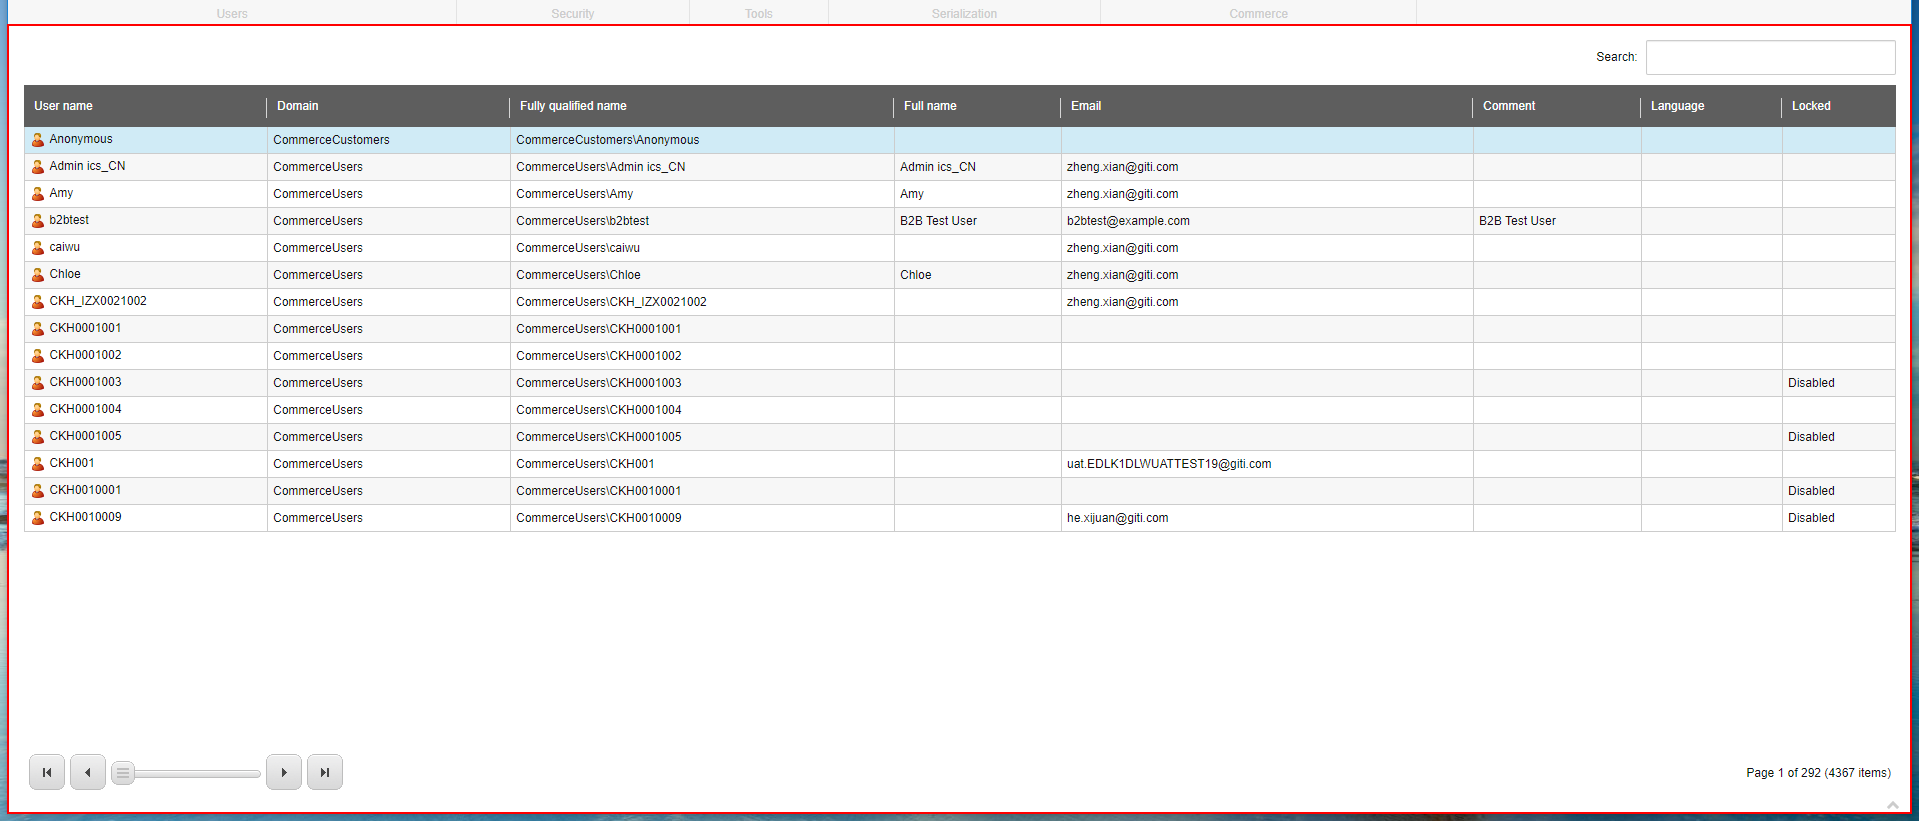 Users Security Tools Serialization Commerce
Search:
User name Domain Fully qualified name Full name Email Comment Language Locked
Anonymous CommerceCustomers CommerceCustomers\Anonymous
Admin ics_CN CommerceUsers CommerceUsers\Admin ics_CN Admin ics_CN zheng.xian@giti.com
Amy CommerceUsers CommerceUsers\Amy Amy zheng.xian@giti.com
b2btest CommerceUsers CommerceUsers\b2btest B2B Test User b2btest@example.com B2B Test User
caiwu CommerceUsers CommerceUsers\caiwu zheng.xian@giti.com
Chloe CommerceUsers CommerceUsers\Chloe Chloe zheng.xian@giti.com
CKH_IZX0021002 CommerceUsers CommerceUsers\CKH_IZX0021002 zheng.xian@giti.com
CKH0001001 CommerceUsers CommerceUsers\CKH0001001
CKH0001002 CommerceUsers CommerceUsers\CKH0001002
CKH0001003 CommerceUsers CommerceUsers\CKH0001003 Disabled
CKH0001004 CommerceUsers CommerceUsers\CKH0001004
CKH0001005 CommerceUsers CommerceUsers\CKH0001005 Disabled
CKH001 CommerceUsers CommerceUsers\CKH001 uat.EDLK1DLWUATTEST19@giti.com
CKH0010001 CommerceUsers CommerceUsers\CKH0010001 Disabled
CKH0010009 CommerceUsers CommerceUsers\CKH0010009 he.xijuan@giti.com Disabled
Page 1 of 292 (4367 items)